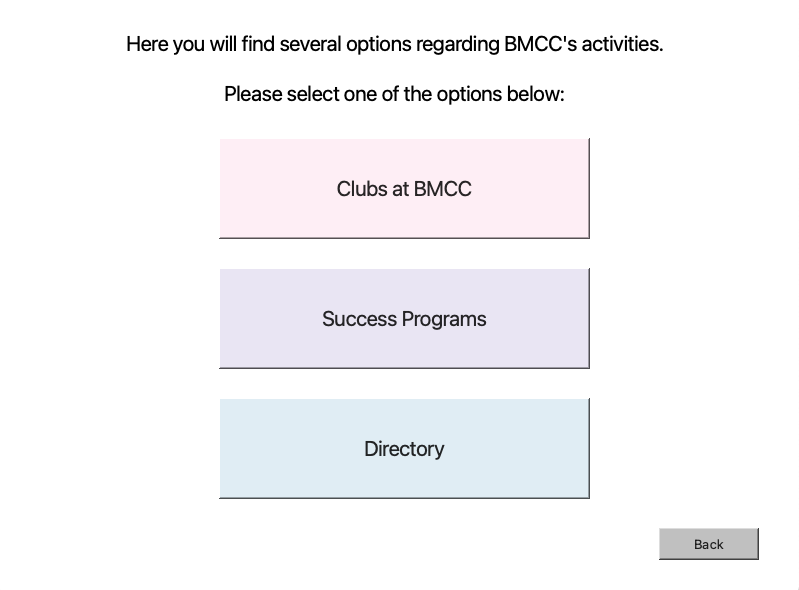 Here you will find several options regarding BMCC's activities.
Please select one of the options below:
Clubs at BMCC
Success Programs
Directory
Back